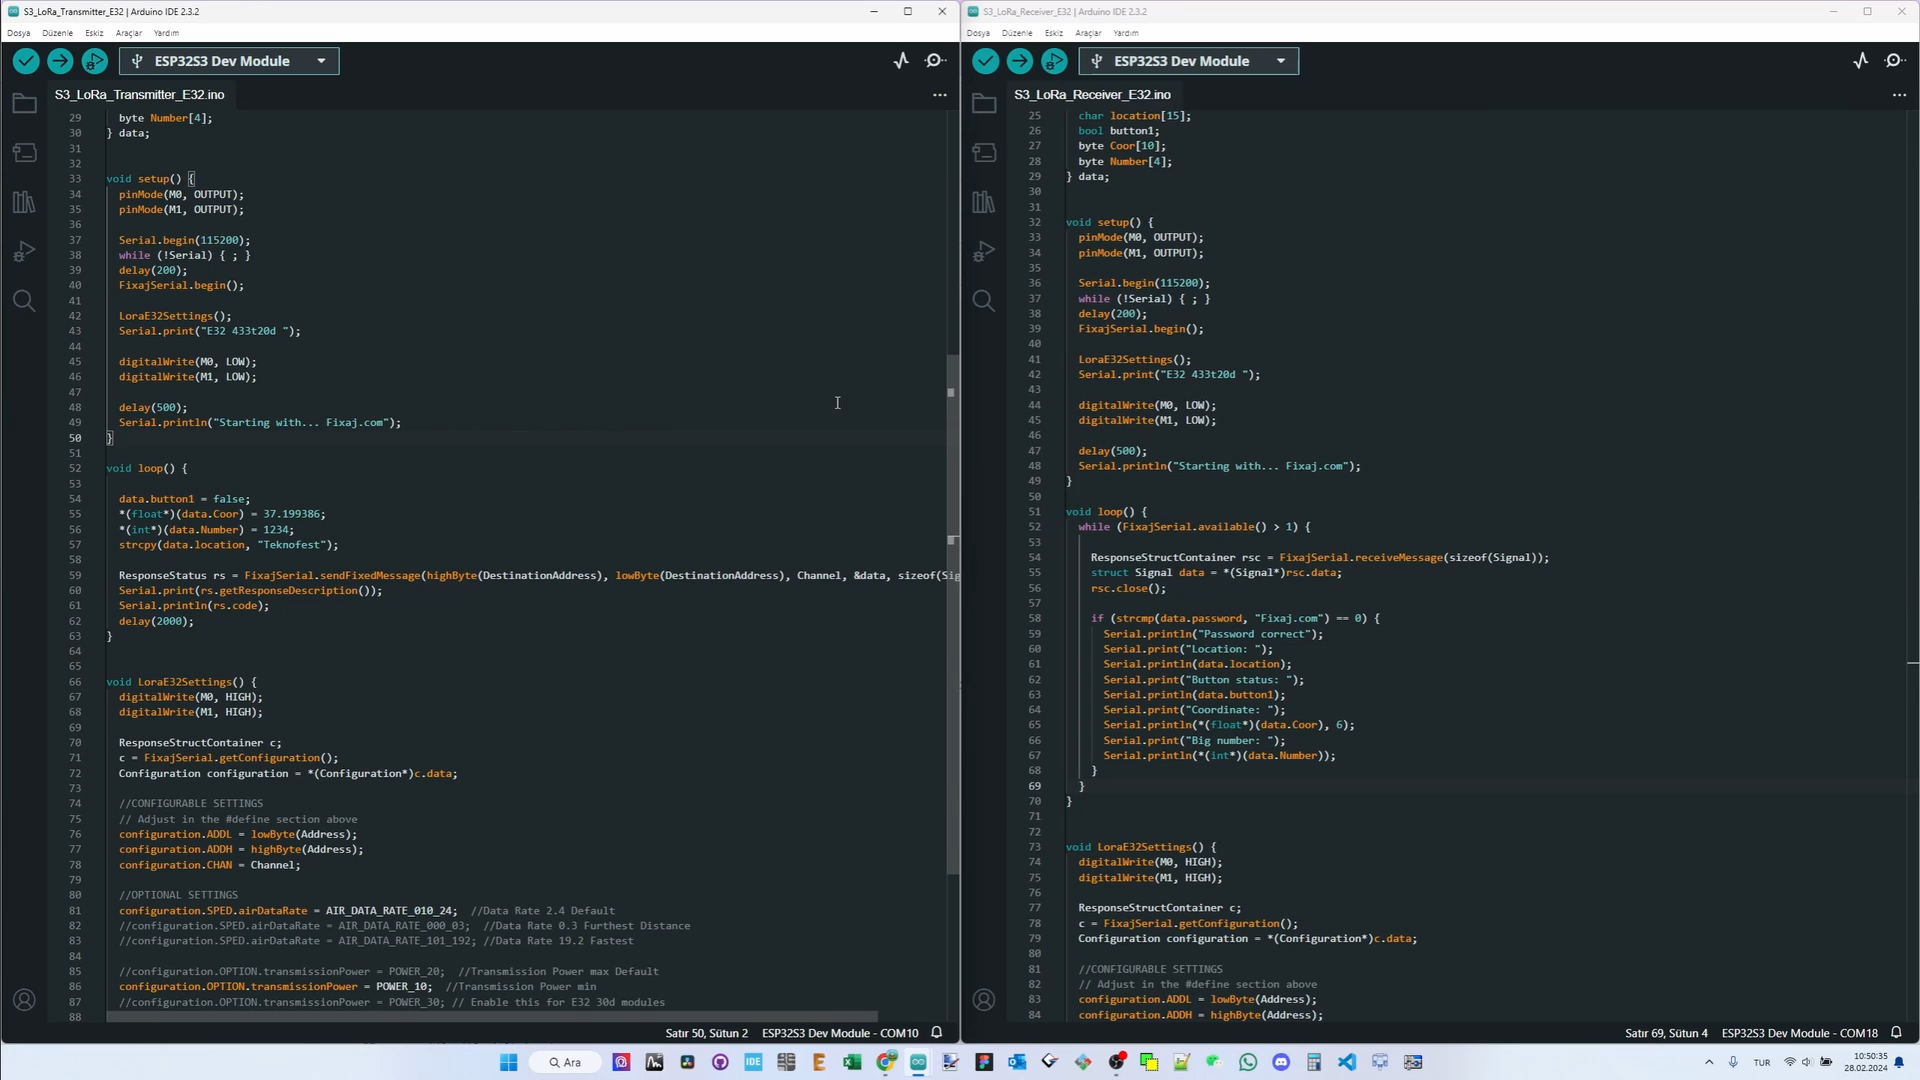 S3_LoRa_Transmitter_E32 | Arduino IDE 2.3.2
Dosya Düzenle Eskiz Araçlar Yardım
ESP32S3 Dev Module
S3_LoRa_Transmitter_E32.ino
29 byte Number[4];
30 } data;
31
32
33 void setup() {
34 pinMode(M0, OUTPUT);
35 pinMode(M1, OUTPUT);
36
37 Serial.begin(115200);
38 while (!Serial) { ; }
39 delay(200);
40 FixajSerial.begin();
41
42 LoraE32Settings();
43 Serial.print("E32 433t20d ");
44
45 digitalWrite(M0, LOW);
46 digitalWrite(M1, LOW);
47
48 delay(500);
49 Serial.println("Starting with... Fixaj.com");
50 }
51
52 void loop() {
53
54 data.button1 = false;
55 *(float*)(data.Coor) = 37.199386;
56 *(int*)(data.Number) = 1234;
57 strcpy(data.location, "Teknofest");
58
59 ResponseStatus rs = FixajSerial.sendFixedMessage(highByte(DestinationAddress), lowByte(DestinationAddress), Channel, &data, sizeof(Sig
60 Serial.print(rs.getResponseDescription());
61 Serial.println(rs.code);
62 delay(2000);
63 }
64
65
66 void LoraE32Settings() {
67 digitalWrite(M0, HIGH);
68 digitalWrite(M1, HIGH);
69
70 ResponseStructContainer c;
71 c = FixajSerial.getConfiguration();
72 Configuration configuration = *(Configuration*)c.data;
73
74 //CONFIGURABLE SETTINGS
75 // Adjust in the #define section above
76 configuration.ADDL = lowByte(Address);
77 configuration.ADDH = highByte(Address);
78 configuration.CHAN = Channel;
79
80 //OPTIONAL SETTINGS
81 configuration.SPED.airDataRate = AIR_DATA_RATE_010_24; //Data Rate 2.4 Default
82 //configuration.SPED.airDataRate = AIR_DATA_RATE_000_03; //Data Rate 0.3 Furthest Distance
83 //configuration.SPED.airDataRate = AIR_DATA_RATE_101_192; //Data Rate 19.2 Fastest
84
85 //configuration.OPTION.transmissionPower = POWER_20; //Transmission Power max Default
86 configuration.OPTION.transmissionPower = POWER_10; //Transmission Power min
87 //configuration.OPTION.transmissionPower = POWER_30; // Enable this for E32 30d modules
88
Satır 50, Sütun 2 ESP32S3 Dev Module - COM10
S3_LoRa_Receiver_E32 | Arduino IDE 2.3.2
Dosya Düzenle Eskiz Araçlar Yardım
ESP32S3 Dev Module
S3_LoRa_Receiver_E32.ino
25 char location[15];
26 bool button1;
27 byte Coor[10];
28 byte Number[4];
29 } data;
30
31
32 void setup() {
33 pinMode(M0, OUTPUT);
34 pinMode(M1, OUTPUT);
35
36 Serial.begin(115200);
37 while (!Serial) { ; }
38 delay(200);
39 FixajSerial.begin();
40
41 LoraE32Settings();
42 Serial.print("E32 433t20d ");
43
44 digitalWrite(M0, LOW);
45 digitalWrite(M1, LOW);
46
47 delay(500);
48 Serial.println("Starting with... Fixaj.com");
49 }
50
51 void loop() {
52 while (FixajSerial.available() > 1) {
53
54 ResponseStructContainer rsc = FixajSerial.receiveMessage(sizeof(Signal));
55 struct Signal data = *(Signal*)rsc.data;
56 rsc.close();
57
58 if (strcmp(data.password, "Fixaj.com") == 0) {
59 Serial.println("Password correct");
60 Serial.print("Location: ");
61 Serial.println(data.location);
62 Serial.print("Button status: ");
63 Serial.println(data.button1);
64 Serial.print("Coordinate: ");
65 Serial.println(*(float*)(data.Coor), 6);
66 Serial.print("Big number: ");
67 Serial.println(*(int*)(data.Number));
68 }
69 }
70 }
71
72
73 void LoraE32Settings() {
74 digitalWrite(M0, HIGH);
75 digitalWrite(M1, HIGH);
76
77 ResponseStructContainer c;
78 c = FixajSerial.getConfiguration();
79 Configuration configuration = *(Configuration*)c.data;
80
81 //CONFIGURABLE SETTINGS
82 // Adjust in the #define section above
83 configuration.ADDL = lowByte(Address);
84 configuration.ADDH = highByte(Address);
Satır 69, Sütun 4 ESP32S3 Dev Module - COM18
Ara
IDE
TUR
10:50:35
28.02.2024